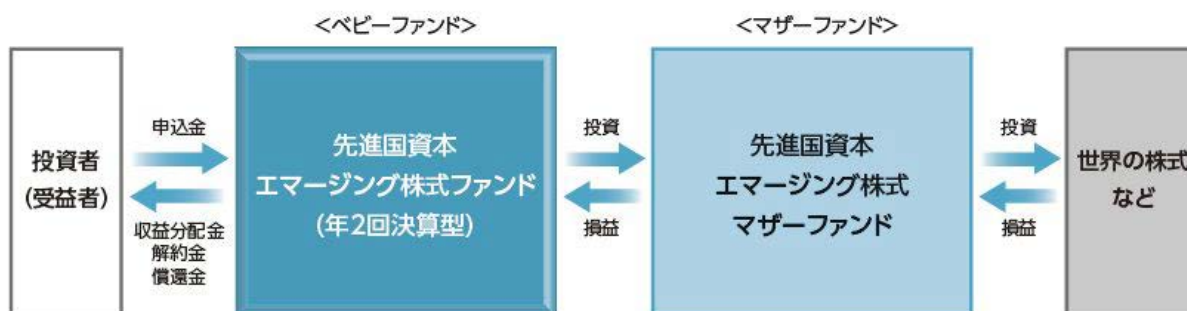 <ベビーファンド>
<マザーファンド>
投資者
(受益者)
申込金
収益分配金
解約金
償還金
先進国資本
エマージング株式ファンド
(年2回決算型)
投資
損益
先進国資本
エマージング株式
マザーファンド
投資
損益
世界の株式
など